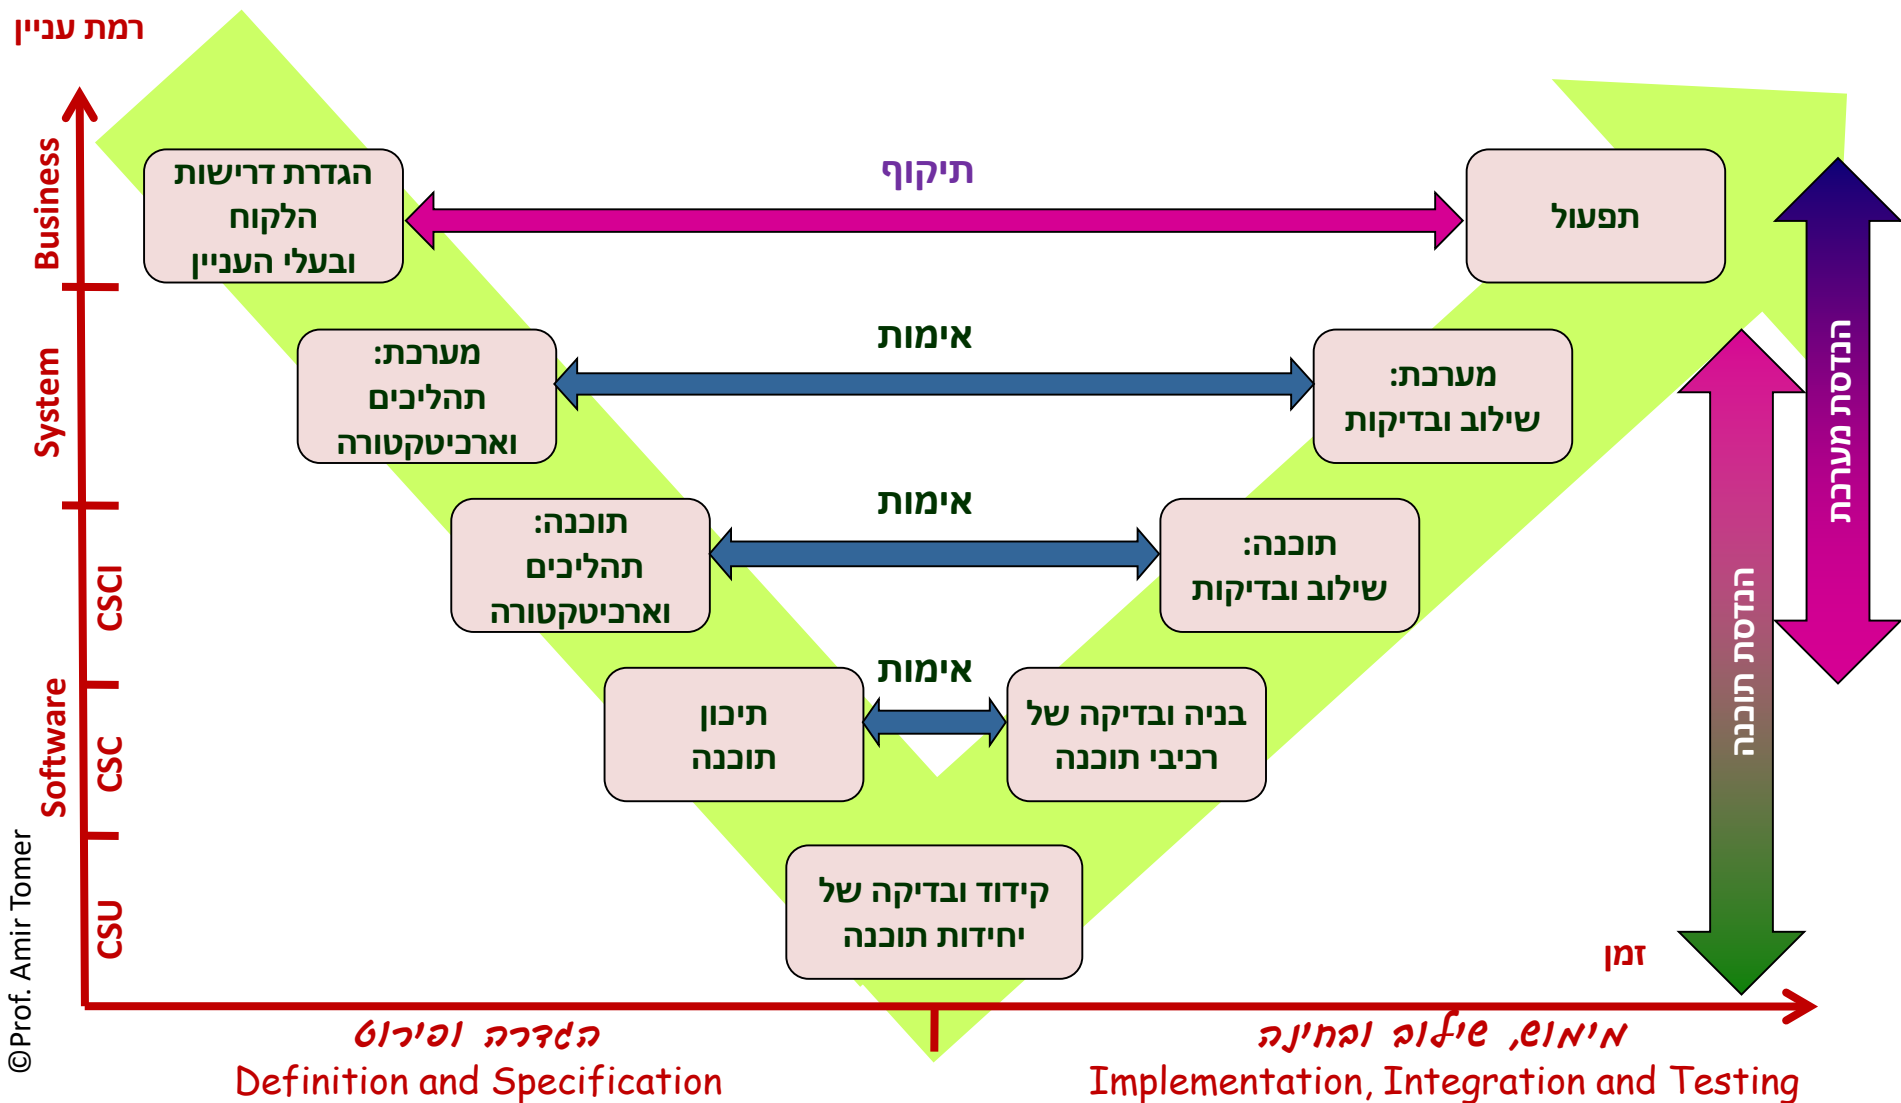 רמת עניין
Business
System
Software
CSCI
CSC
CSU
הגדרת דרישות
הלקוח
ובעלי העניין
תיקוף
תפעול
מערכת:
תהליכים
וארכיטקטורה
אימות
מערכת:
שילוב ובדיקות
תוכנה:
תהליכים
וארכיטקטורה
אימות
תוכנה:
שילוב ובדיקות
תיכון
תוכנה
אימות
בניה ובדיקה של
רכיבי תוכנה
קידוד ובדיקה של
יחידות תוכנה
הנדסת מערכת
הנדסת תוכנה
זמן
הגדרה ופירוט
Definition and Specification
מימוש, שילוב ובחינה
Implementation, Integration and Testing
©Prof. Amir Tomer